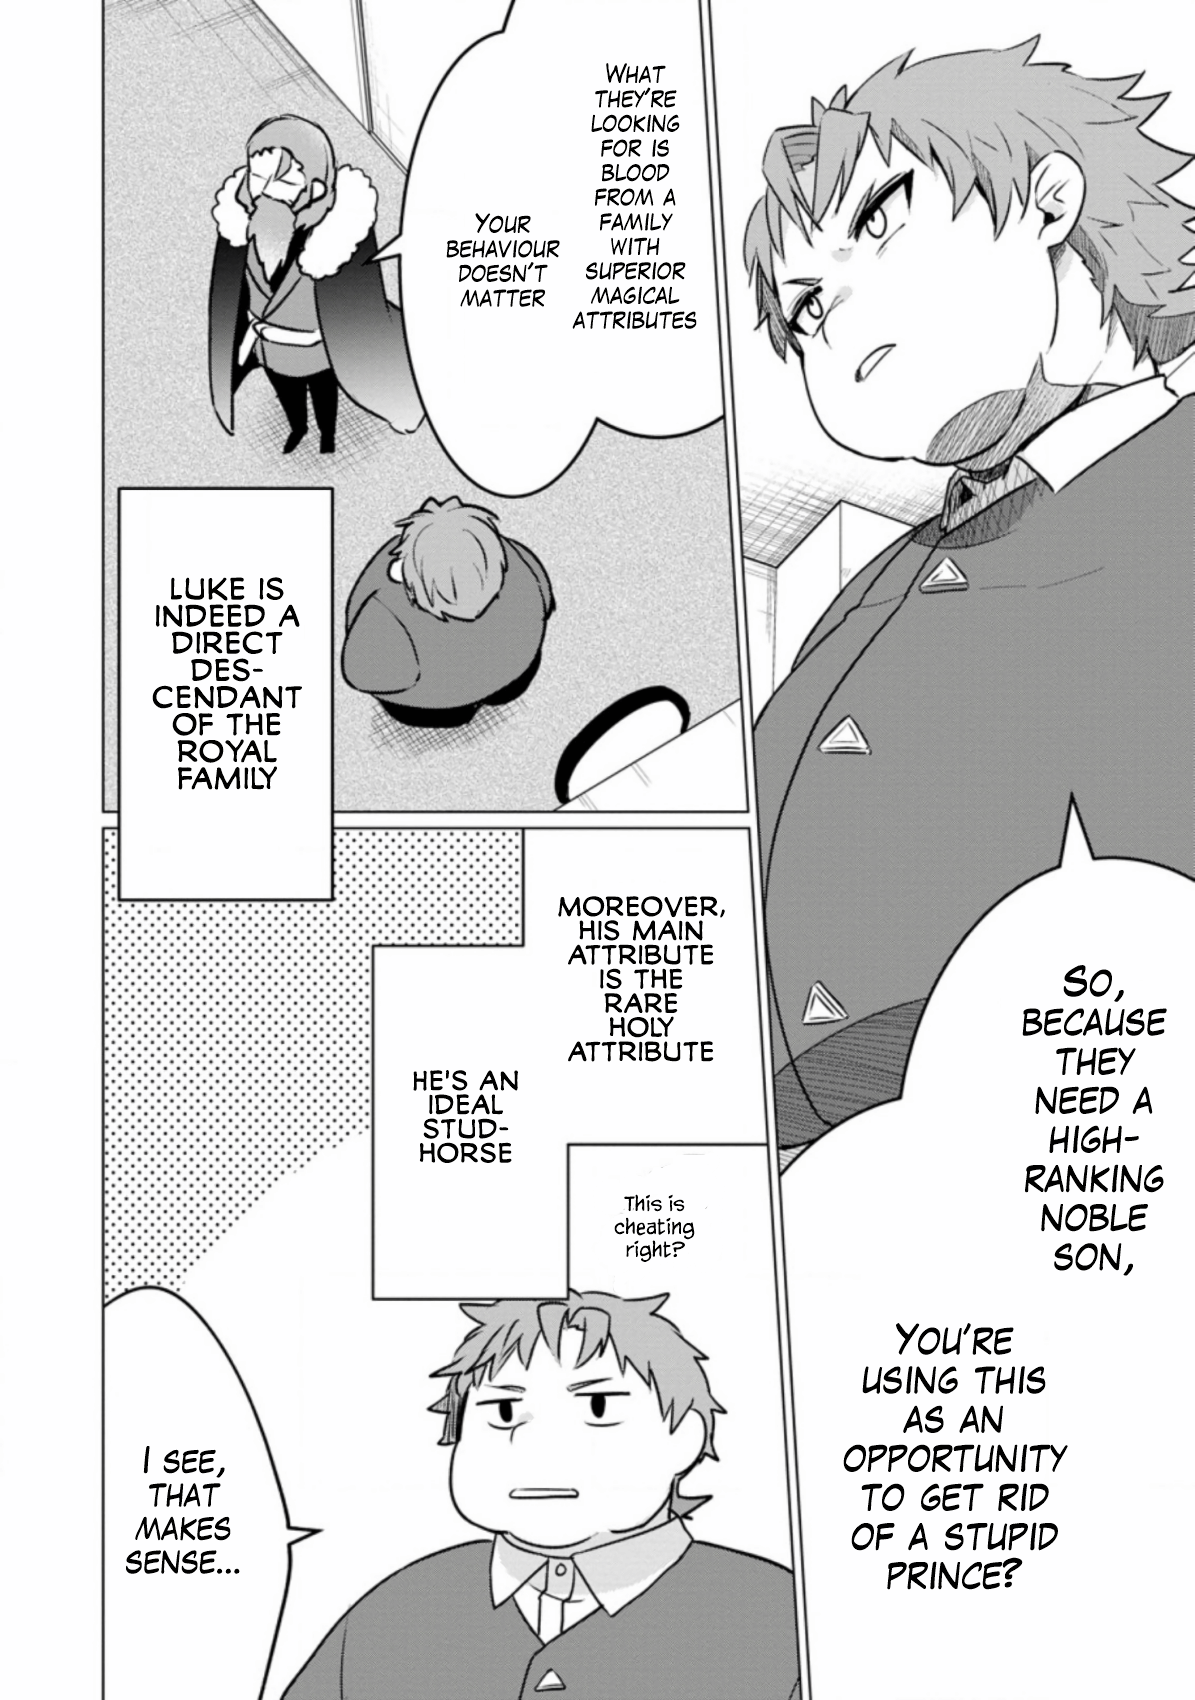 So,
BECAUSE
THEY
NEED A
HIGH-
RANKING
NOBLE
SON,
YOU'RE
USING THIS
AS AN
OPPORTUNITY
TO GET RID
OF A STUPID
PRINCE?
WHAT
THEY'RE
LOOKING
FOR IS
BLOOD
FROM A
FAMILY
WITH
SUPERIOR
MAGICAL
ATTRIBUTES
YOUR
BEHAVIOUR
DOESN'T
MATTER
LUKE IS
INDEED A
DIRECT
DES-
CENDANT
OF THE
ROYAL
FAMILY
MOREOVER,
HIS MAIN
ATTRIBUTE
IS THE
RARE
HOLY
ATTRIBUTE
HE'S AN
IDEAL
STUD-
HORSE
This is
cheating
right?
I SEE,
THAT
MAKES
SENSE...